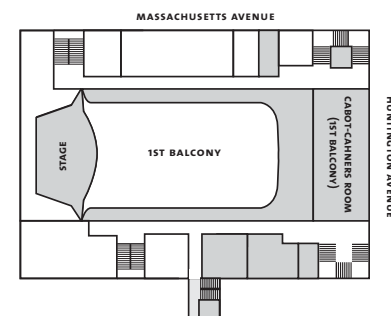 MASSACHUSETTS AVENUE
STAGE
1ST BALCONY
CABOT-CAHNERS ROOM
(1ST BALCONY)
HUNTINGTON AVENUE